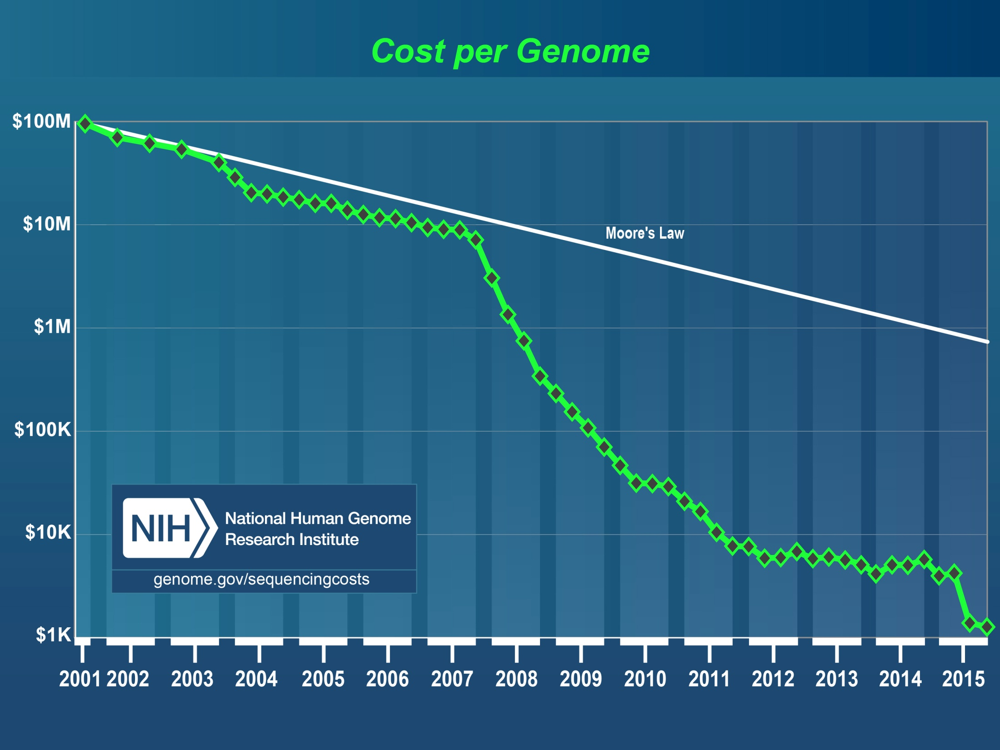 Cost per Genome
$100M
$10M
$1M
$100K
$10K
$1K
Moore's Law
NIH
National Human Genome
Research Institute
genome.gov/sequencingcosts
2001 2002 2003 2004 2005 2006 2007 2008 2009 2010 2011 2012 2013 2014 2015